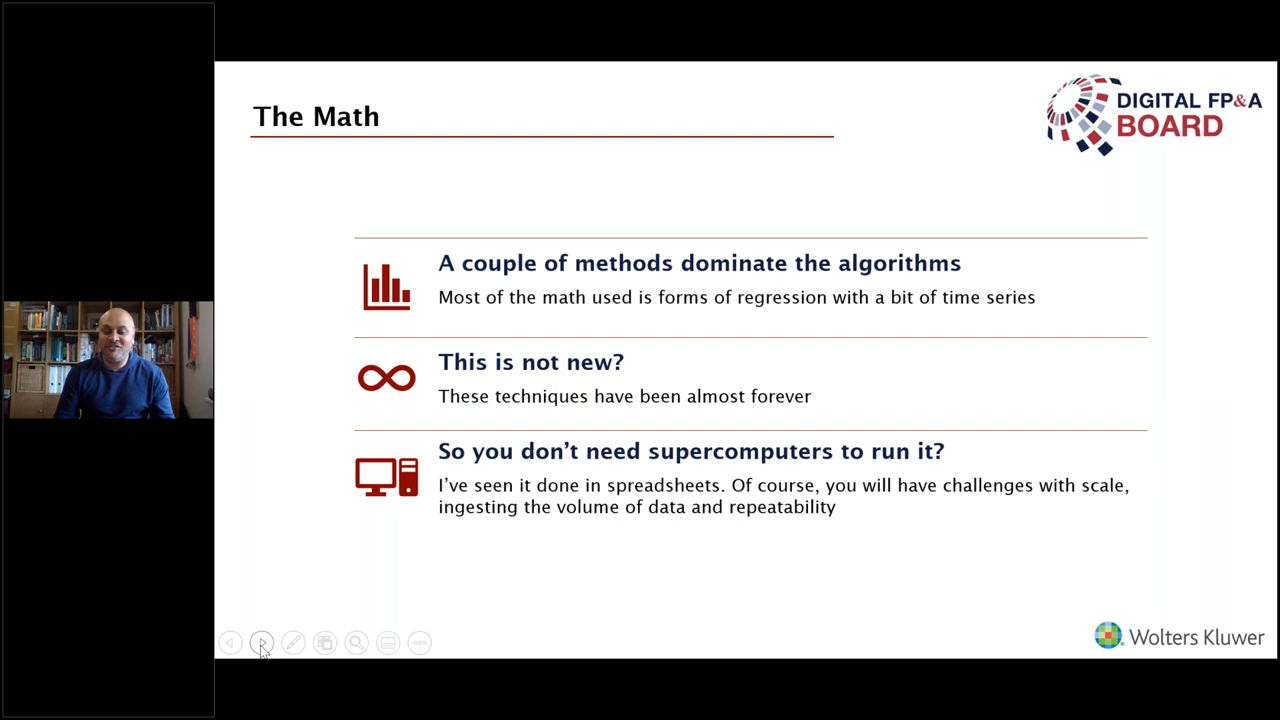 The Math
DIGITAL FP&A
BOARD
A couple of methods dominate the algorithms
Most of the math used is forms of regression with a bit of time series
This is not new?
These techniques have been almost forever
So you don’t need supercomputers to run it?
I’ve seen it done in spreadsheets. Of course, you will have challenges with scale,
ingesting the volume of data and repeatability
Wolters Kluwer